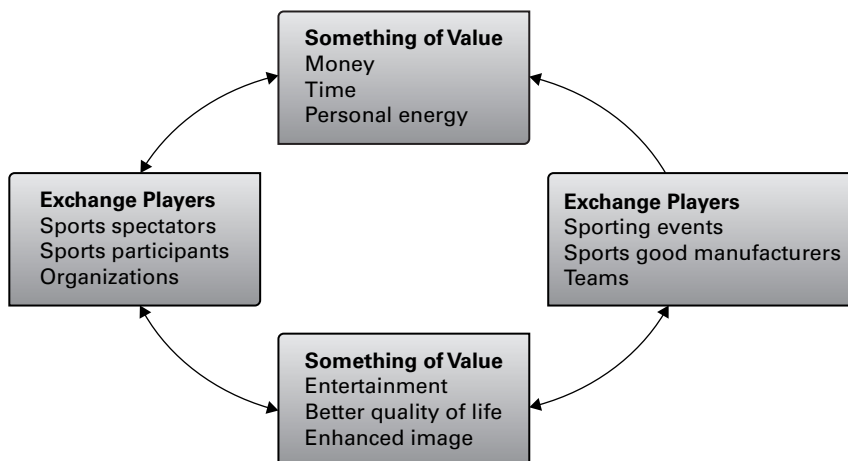 Something of Value
Money
Time
Personal energy
Exchange Players
Sports spectators
Sports participants
Organizations
Exchange Players
Sporting events
Sports good manufacturers
Teams
Something of Value
Entertainment
Better quality of life
Enhanced image